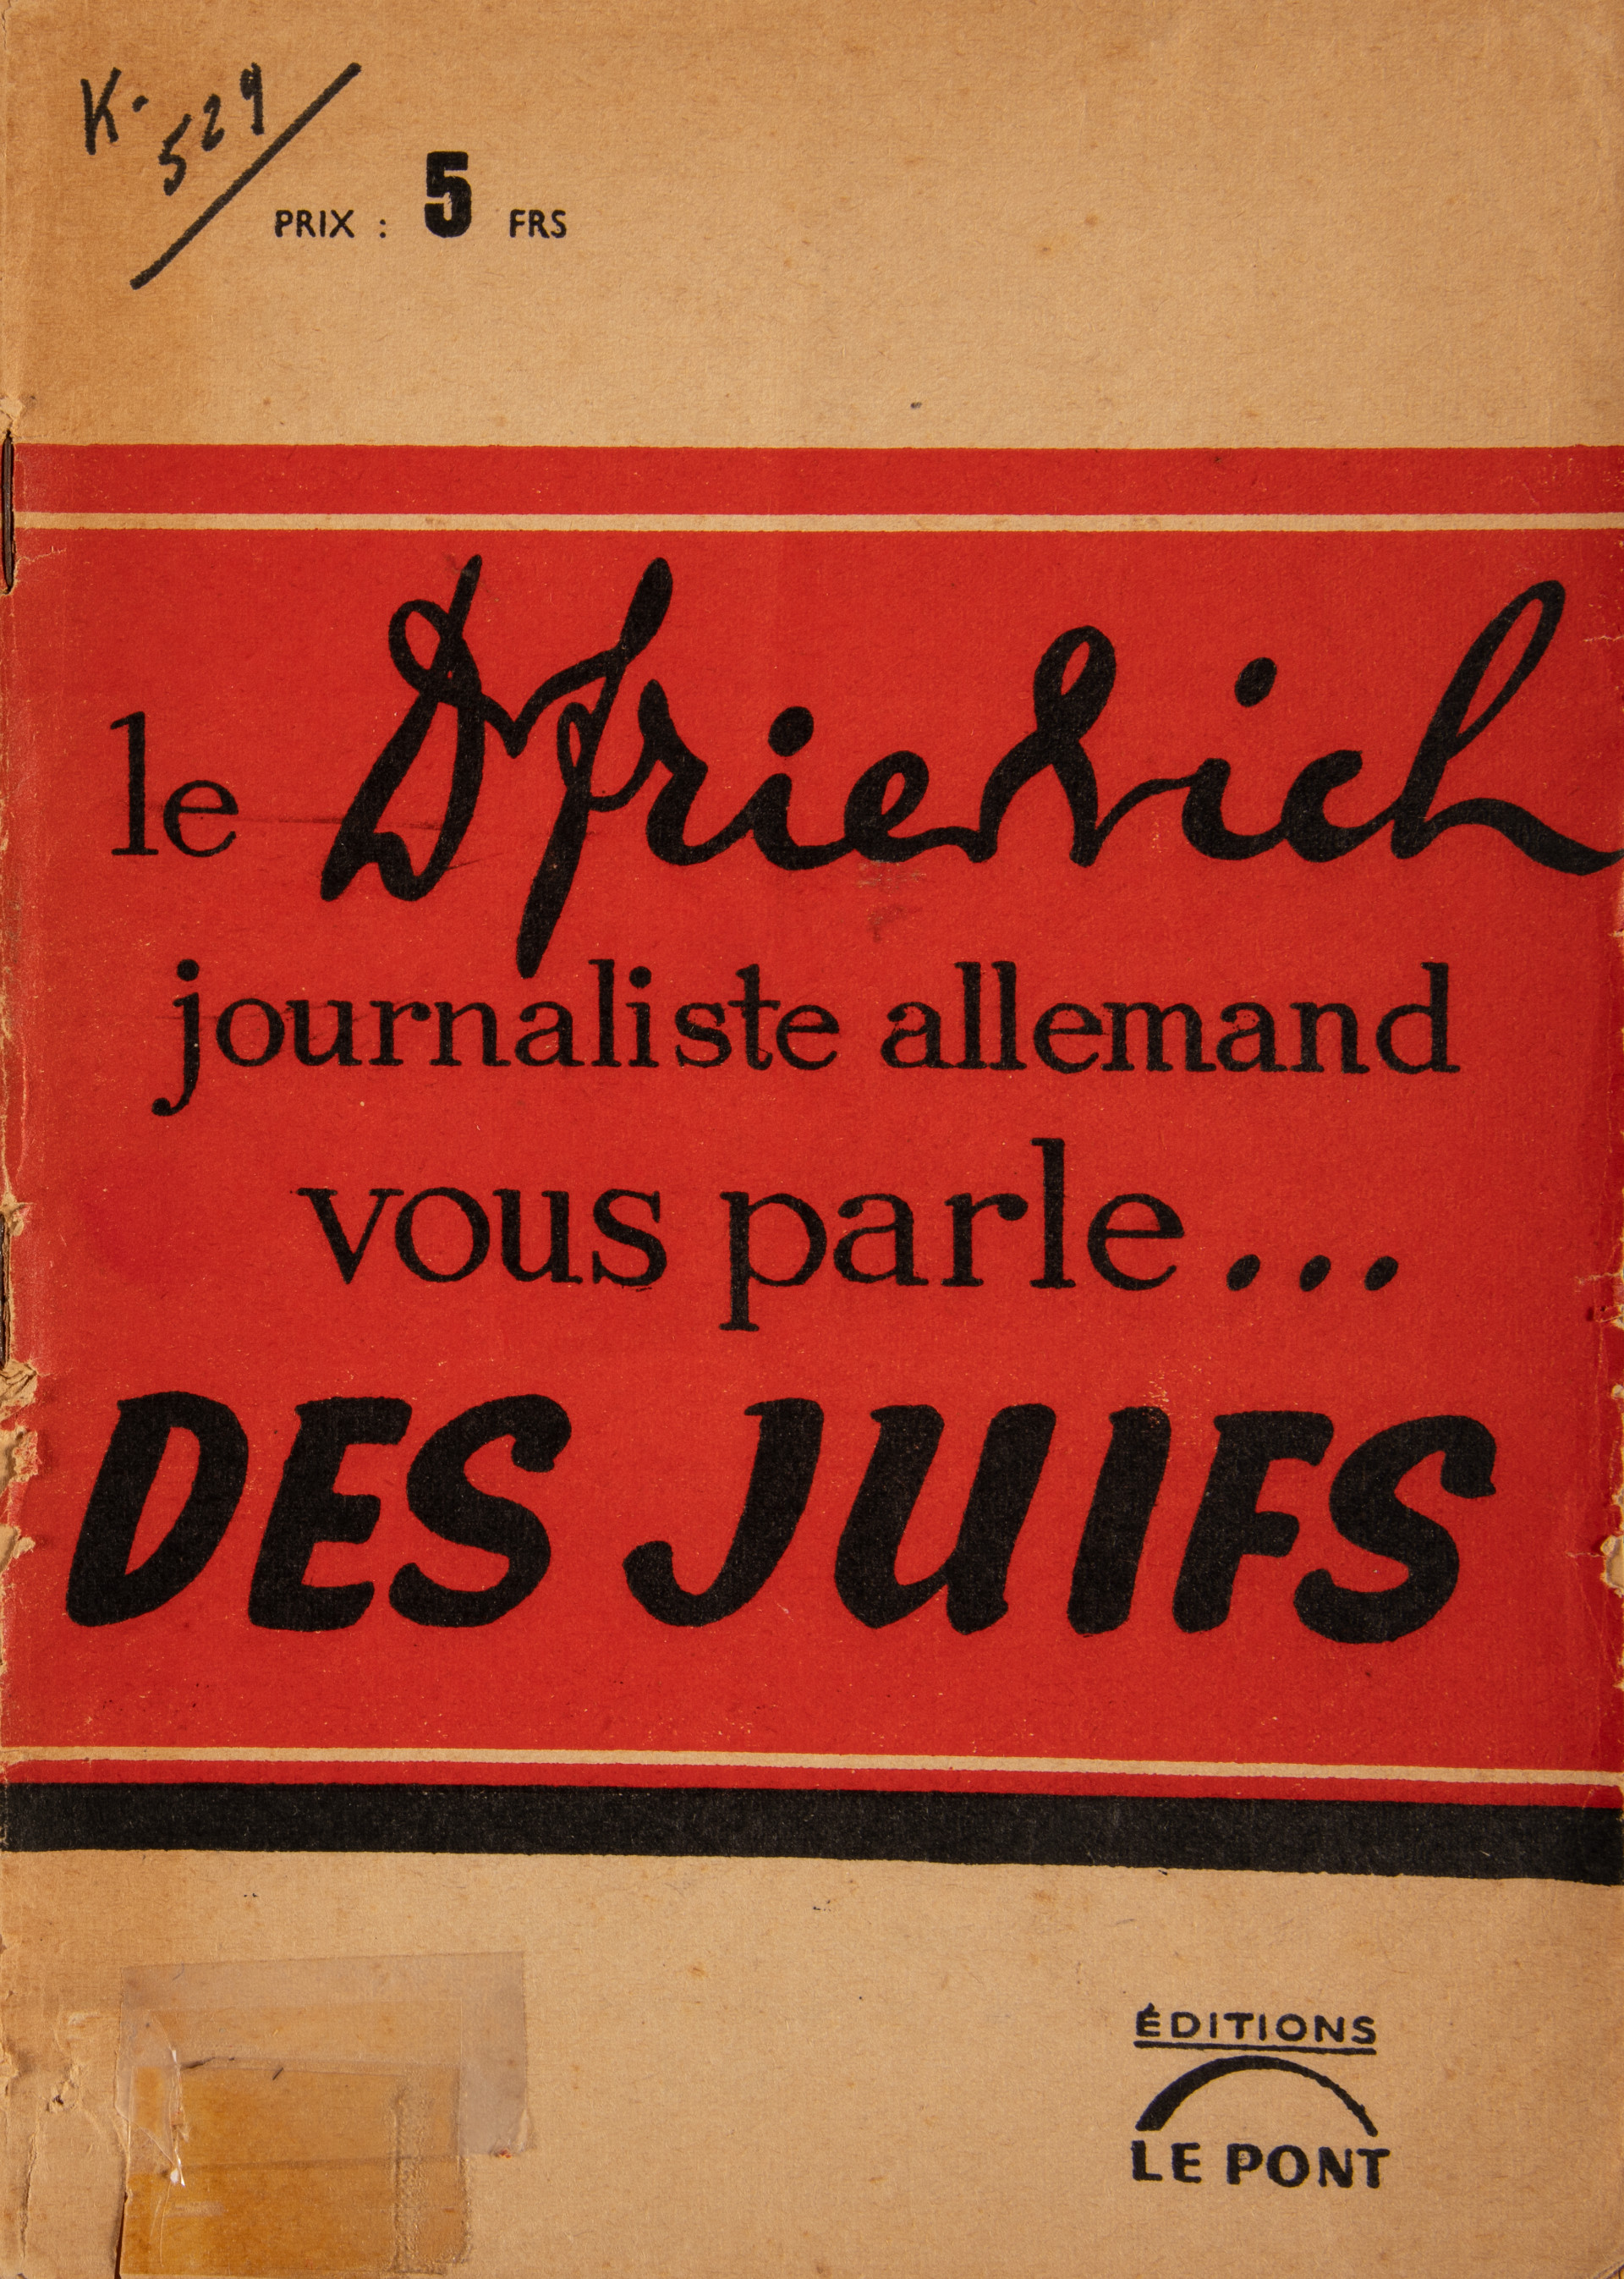 K. 529
PRIX : 5 FRS
le Dr Friedrich
journaliste allemand
vous parle...
DES JUIFS
ÉDITIONS
LE PONT